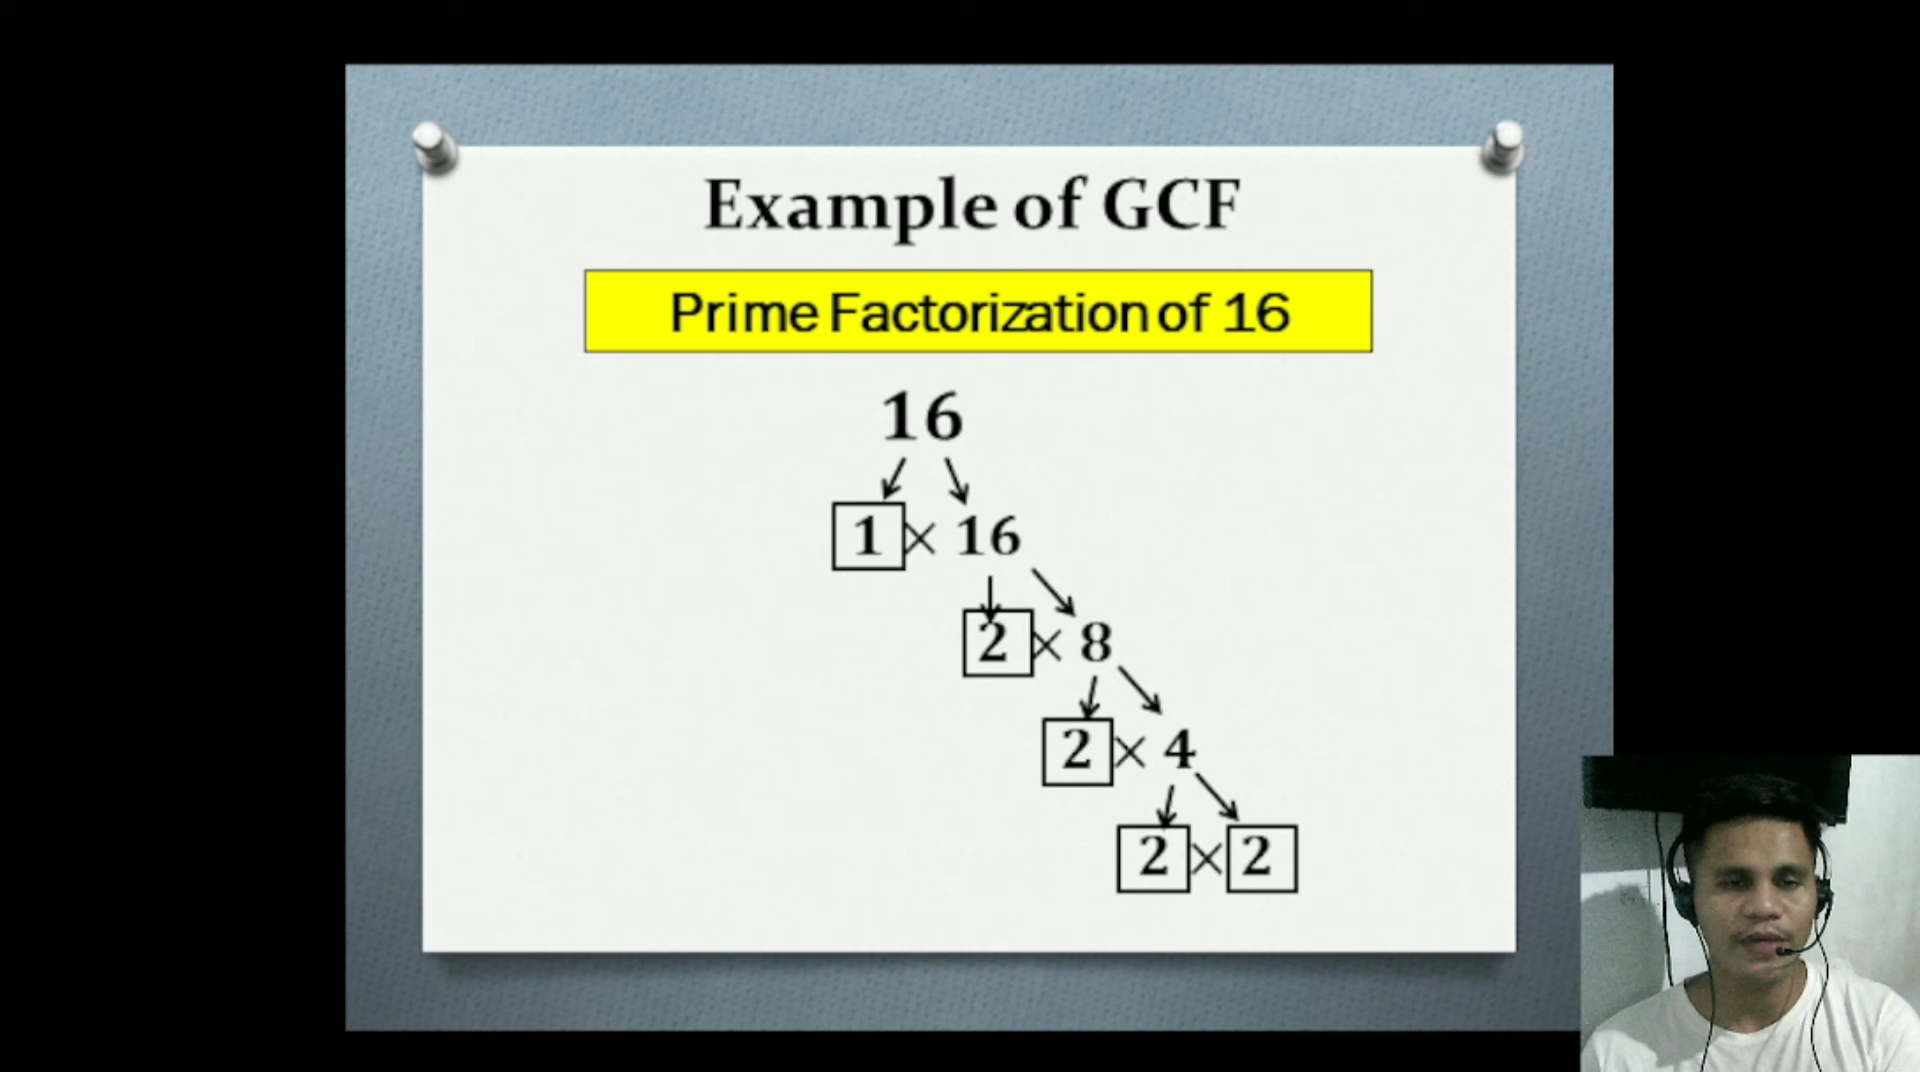 Example of GCF
Prime Factorization of 16
16
1 × 16
2 × 8
2 × 4
2 × 2